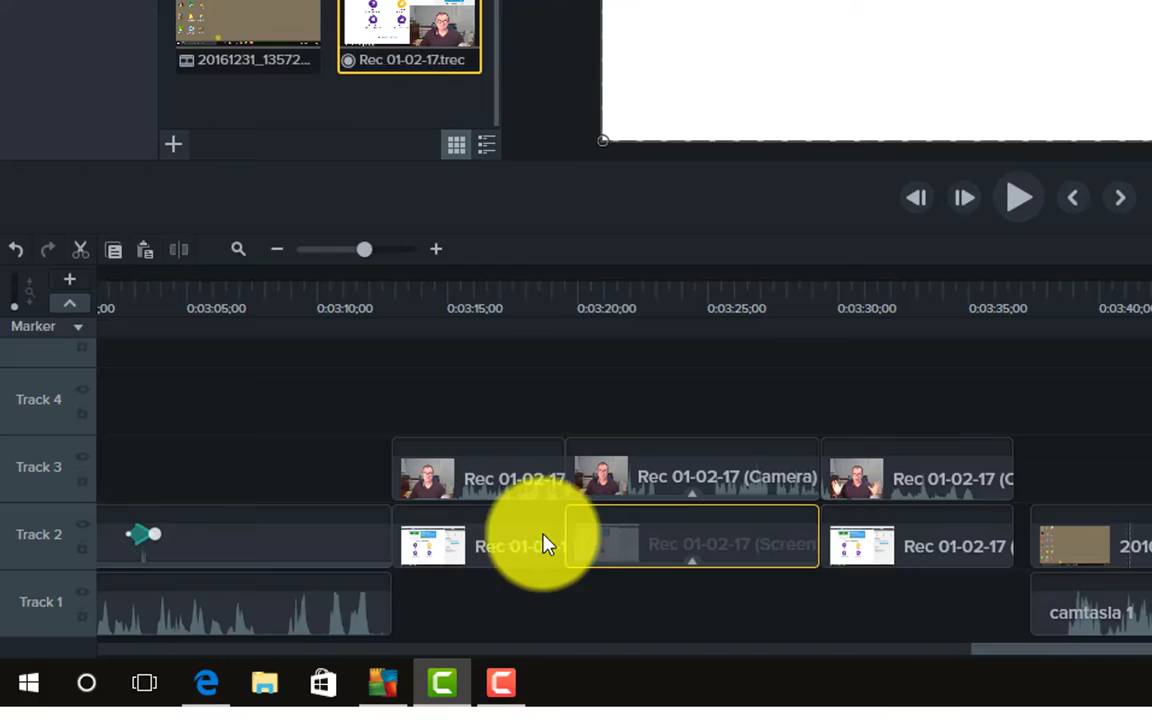 20161231_13572...
Rec 01-02-17.trec
;00
0:03:05;00
0:03:10;00
0:03:15;00
0:03:20;00
0:03:25;00
0:03:30;00
0:03:35;00
0:03:40;00
Marker
Track 4
Track 3
Rec 01-02-17
Rec 01-02-17 (Camera)
Rec 01-02-17 (C
Track 2
Rec 01-0
Rec 01-02-17 (Screen
Rec 01-02-17 (
2016
Track 1
camtasia 1